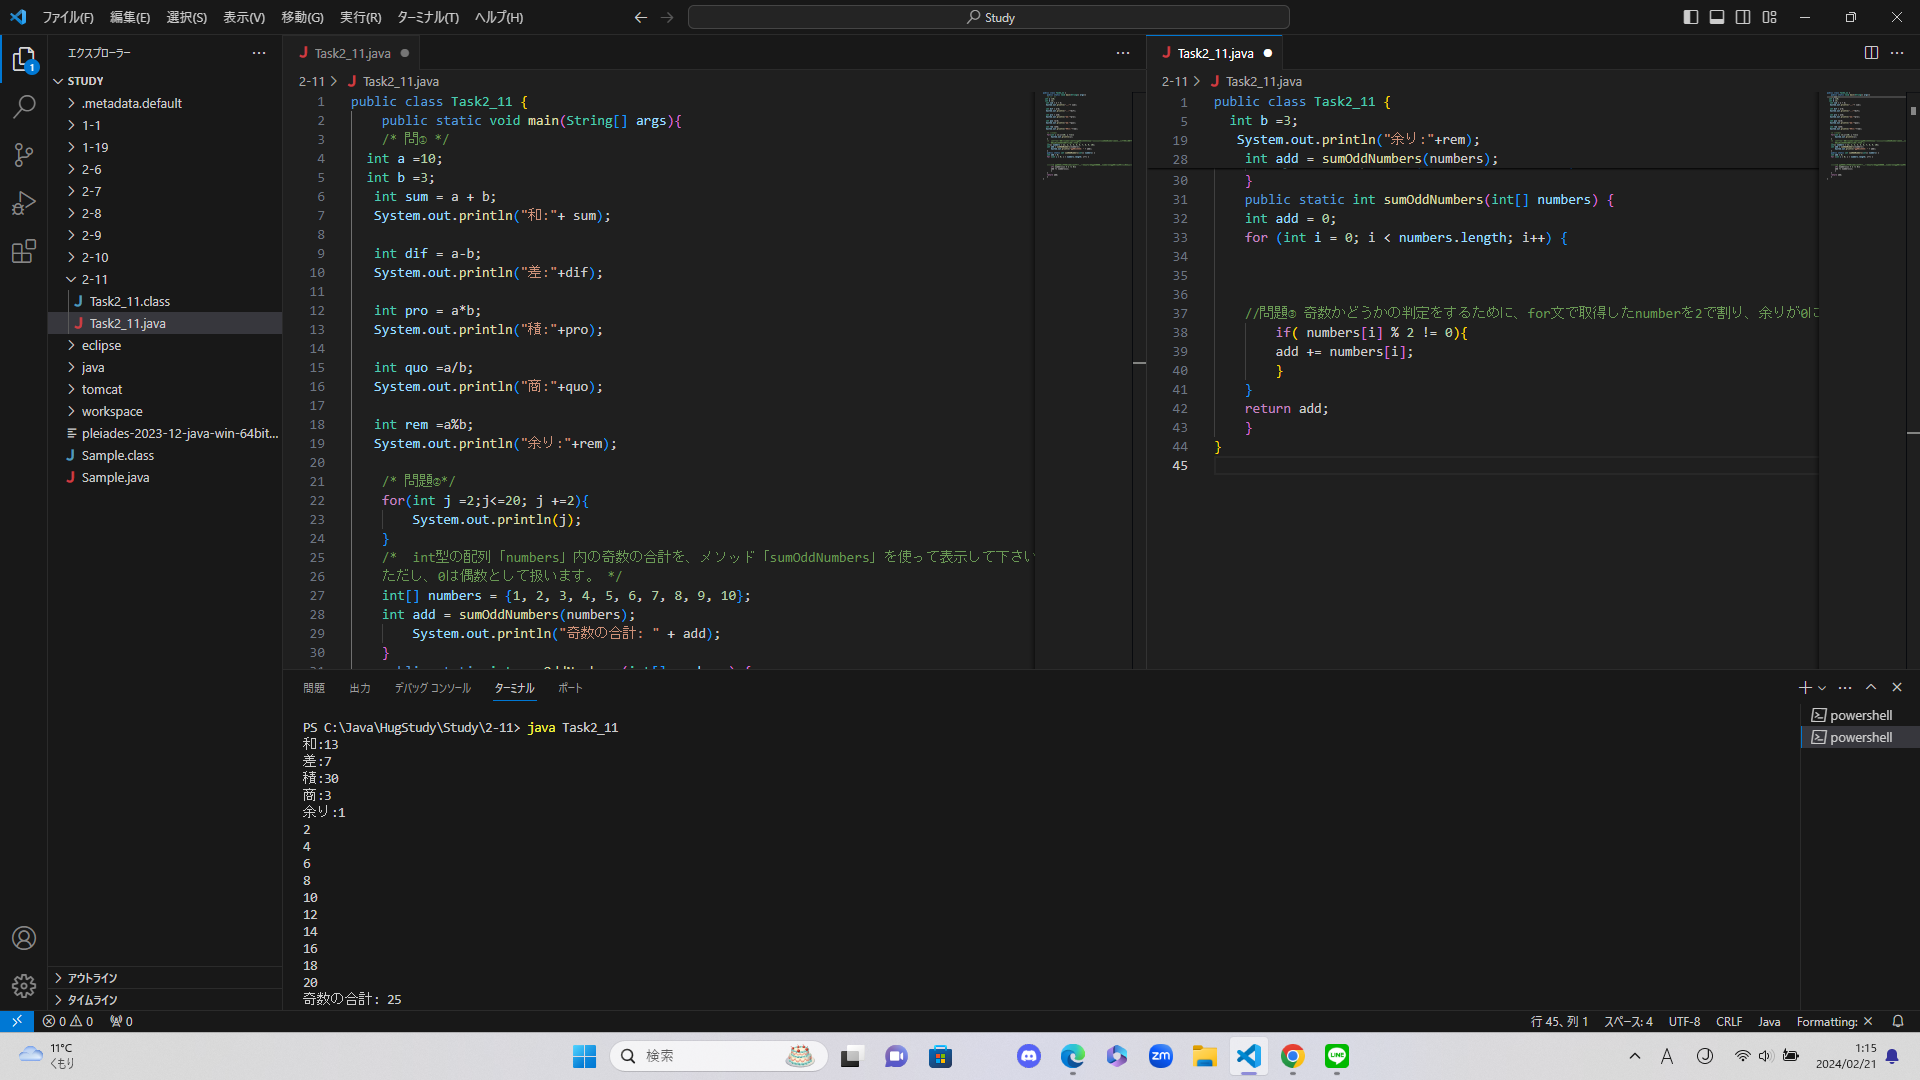 ファイル(F) 編集(E) 選択(S) 表示(V) 移動(G) 実行(R) ターミナル(T) ヘルプ(H)
Study
エクスプローラー
STUDY
.metadata.default
1-1
1-19
2-6
2-7
2-8
2-9
2-10
2-11
Task2_11.class
Task2_11.java
eclipse
java
tomcat
workspace
pleiades-2023-12-java-win-64bit...
Sample.class
Sample.java
アウトライン
タイムライン
Task2_11.java
2-11 > Task2_11.java
1 public class Task2_11 {
2 public static void main(String[] args){
3 /* 問① */
4 int a =10;
5 int b =3;
6 int sum = a + b;
7 System.out.println("和:"+ sum);
8
9 int dif = a-b;
10 System.out.println("差:"+dif);
11
12 int pro = a*b;
13 System.out.println("積:"+pro);
14
15 int quo =a/b;
16 System.out.println("商:"+quo);
17
18 int rem =a%b;
19 System.out.println("余り:"+rem);
20
21 /* 問題②*/
22 for(int j =2;j<=20; j +=2){
23 System.out.println(j);
24 }
25 /* int型の配列「numbers」内の奇数の合計を、メソッド「sumOddNumbers」を使って表示して下さい
26 ただし、0は偶数として扱います。 */
27 int[] numbers = {1, 2, 3, 4, 5, 6, 7, 8, 9, 10};
28 int add = sumOddNumbers(numbers);
29 System.out.println("奇数の合計: " + add);
30 }
Task2_11.java
2-11 > Task2_11.java
1 public class Task2_11 {
5 int b =3;
19 System.out.println("余り:"+rem);
28 int add = sumOddNumbers(numbers);
30 }
31 public static int sumOddNumbers(int[] numbers) {
32 int add = 0;
33 for (int i = 0; i < numbers.length; i++) {
34
35
36
37 //問題③ 奇数かどうかの判定をするために、for文で取得したnumberを2で割り、余りが0に
38 if( numbers[i] % 2 != 0){
39 add += numbers[i];
40 }
41 }
42 return add;
43 }
44 }
45
問題 出力 デバッグ コンソール ターミナル ポート
PS C:\Java\HugStudy\Study\2-11> java Task2_11
和:13
差:7
積:30
商:3
余り:1
2
4
6
8
10
12
14
16
18
20
奇数の合計: 25
powershell
powershell
0 0 0
行 45、列 1 スペース: 4 UTF-8 CRLF Java Formatting: ×
11°C
くもり
検索
zm
LINE
A
1:15
2024/02/21